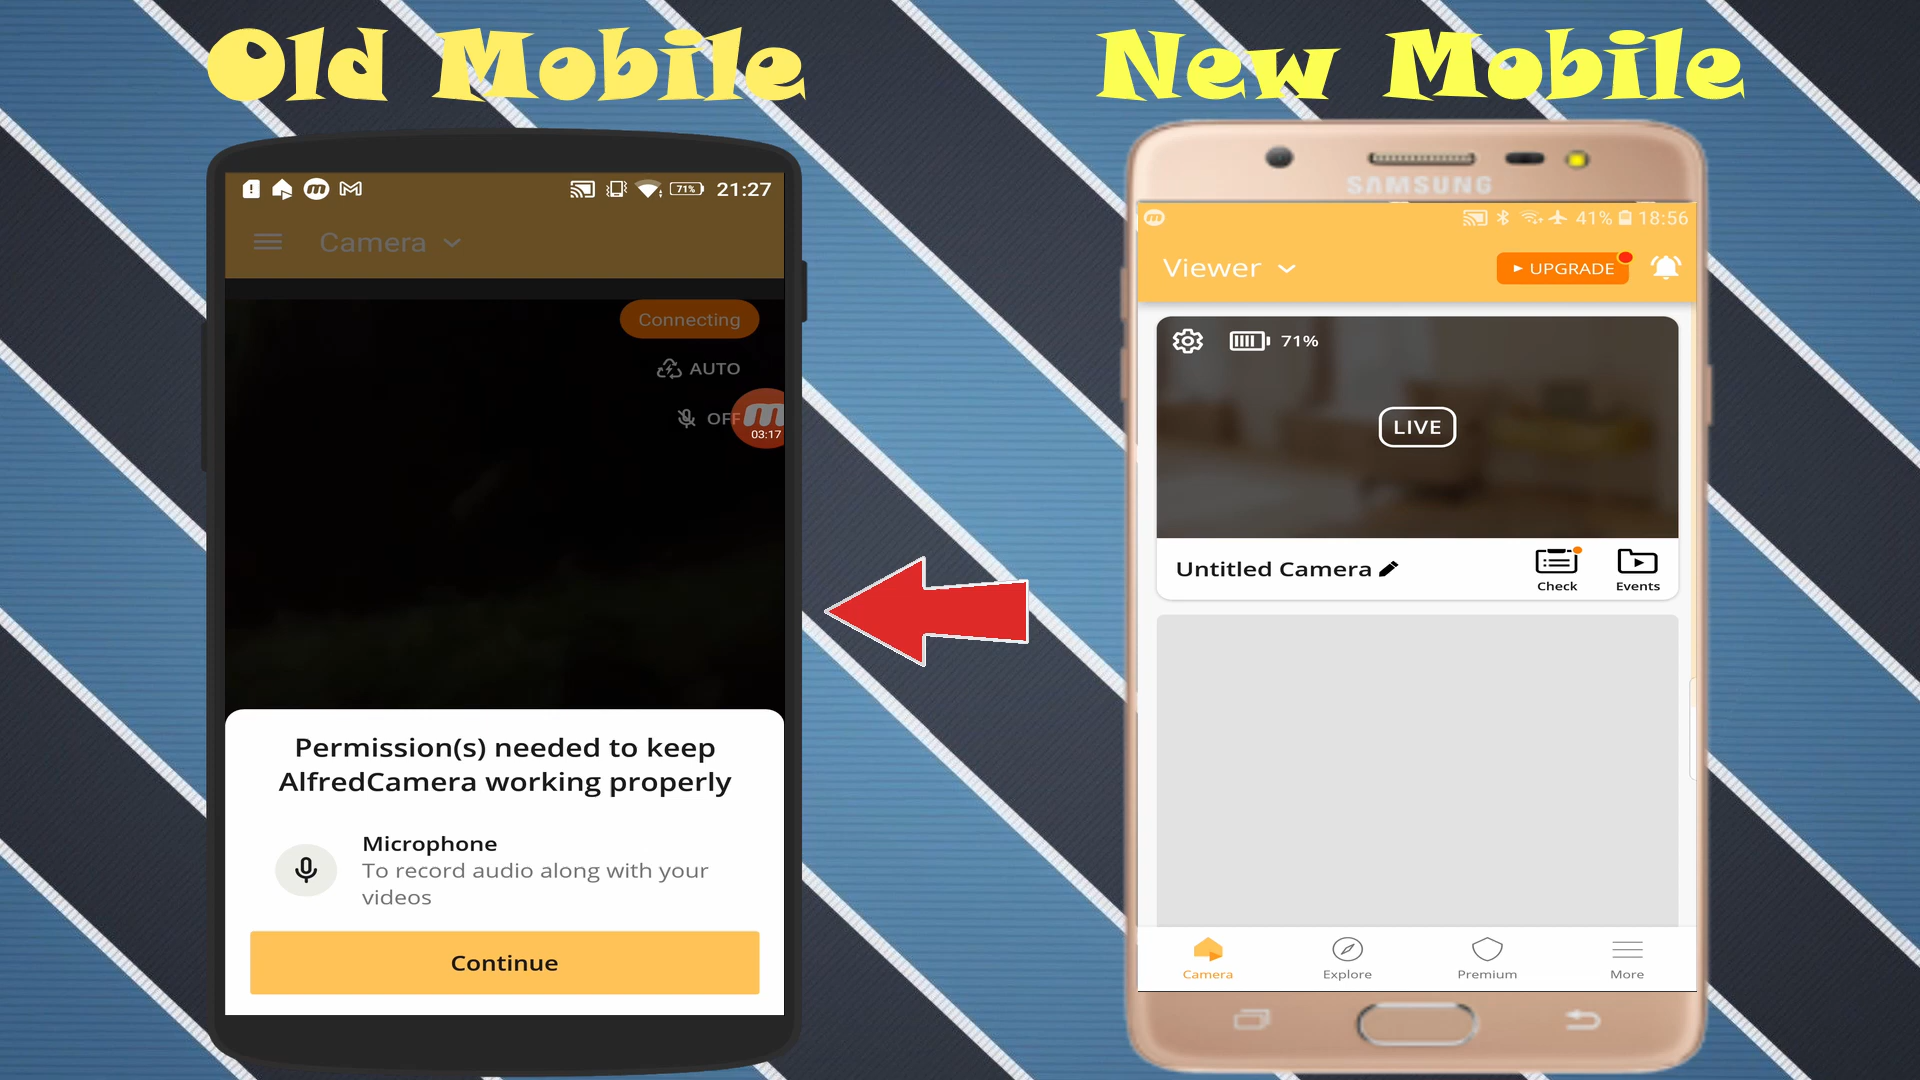 Old Mobile
New Mobile
71% 21:27
Camera
Connecting
AUTO
OFF
m
03:17
Permission(s) needed to keep
AlfredCamera working properly
Microphone
To record audio along with your
videos
Continue
SAMSUNG
41% 18:56
Viewer
UPGRADE
71%
LIVE
Untitled Camera
Check
Events
Camera
Explore
Premium
More